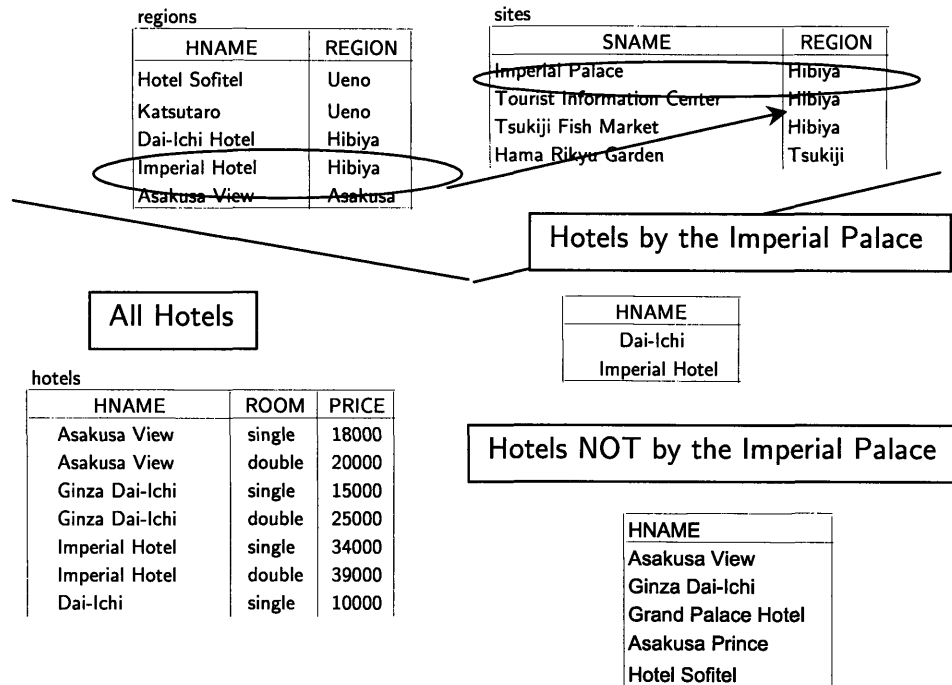 regions
HNAME REGION
Hotel Sofitel Ueno
Katsutaro Ueno
Dai-Ichi Hotel Hibiya
Imperial Hotel Hibiya
Asakusa View Asakusa
sites
SNAME REGION
Imperial Palace Hibiya
Tourist Information Center Hibiya
Tsukiji Fish Market Hibiya
Hama Rikyu Garden Tsukiji
Hotels by the Imperial Palace
HNAME
Dai-Ichi
Imperial Hotel
All Hotels
hotels
HNAME ROOM PRICE
Asakusa View single 18000
Asakusa View double 20000
Ginza Dai-Ichi single 15000
Ginza Dai-Ichi double 25000
Imperial Hotel single 34000
Imperial Hotel double 39000
Dai-Ichi single 10000
Hotels NOT by the Imperial Palace
HNAME
Asakusa View
Ginza Dai-Ichi
Grand Palace Hotel
Asakusa Prince
Hotel Sofitel